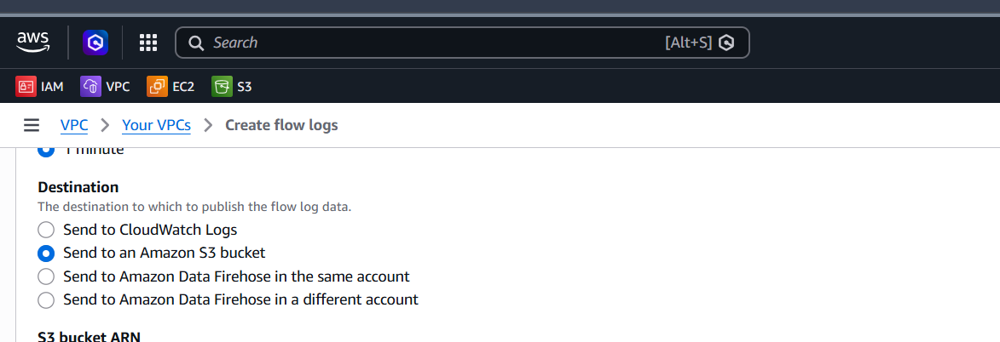 aws
Search [Alt+S]
IAM VPC EC2 S3
VPC Your VPCs Create flow logs
1 minute
Destination
The destination to which to publish the flow log data.
Send to CloudWatch Logs
Send to an Amazon S3 bucket
Send to Amazon Data Firehose in the same account
Send to Amazon Data Firehose in a different account
S3 bucket ARN